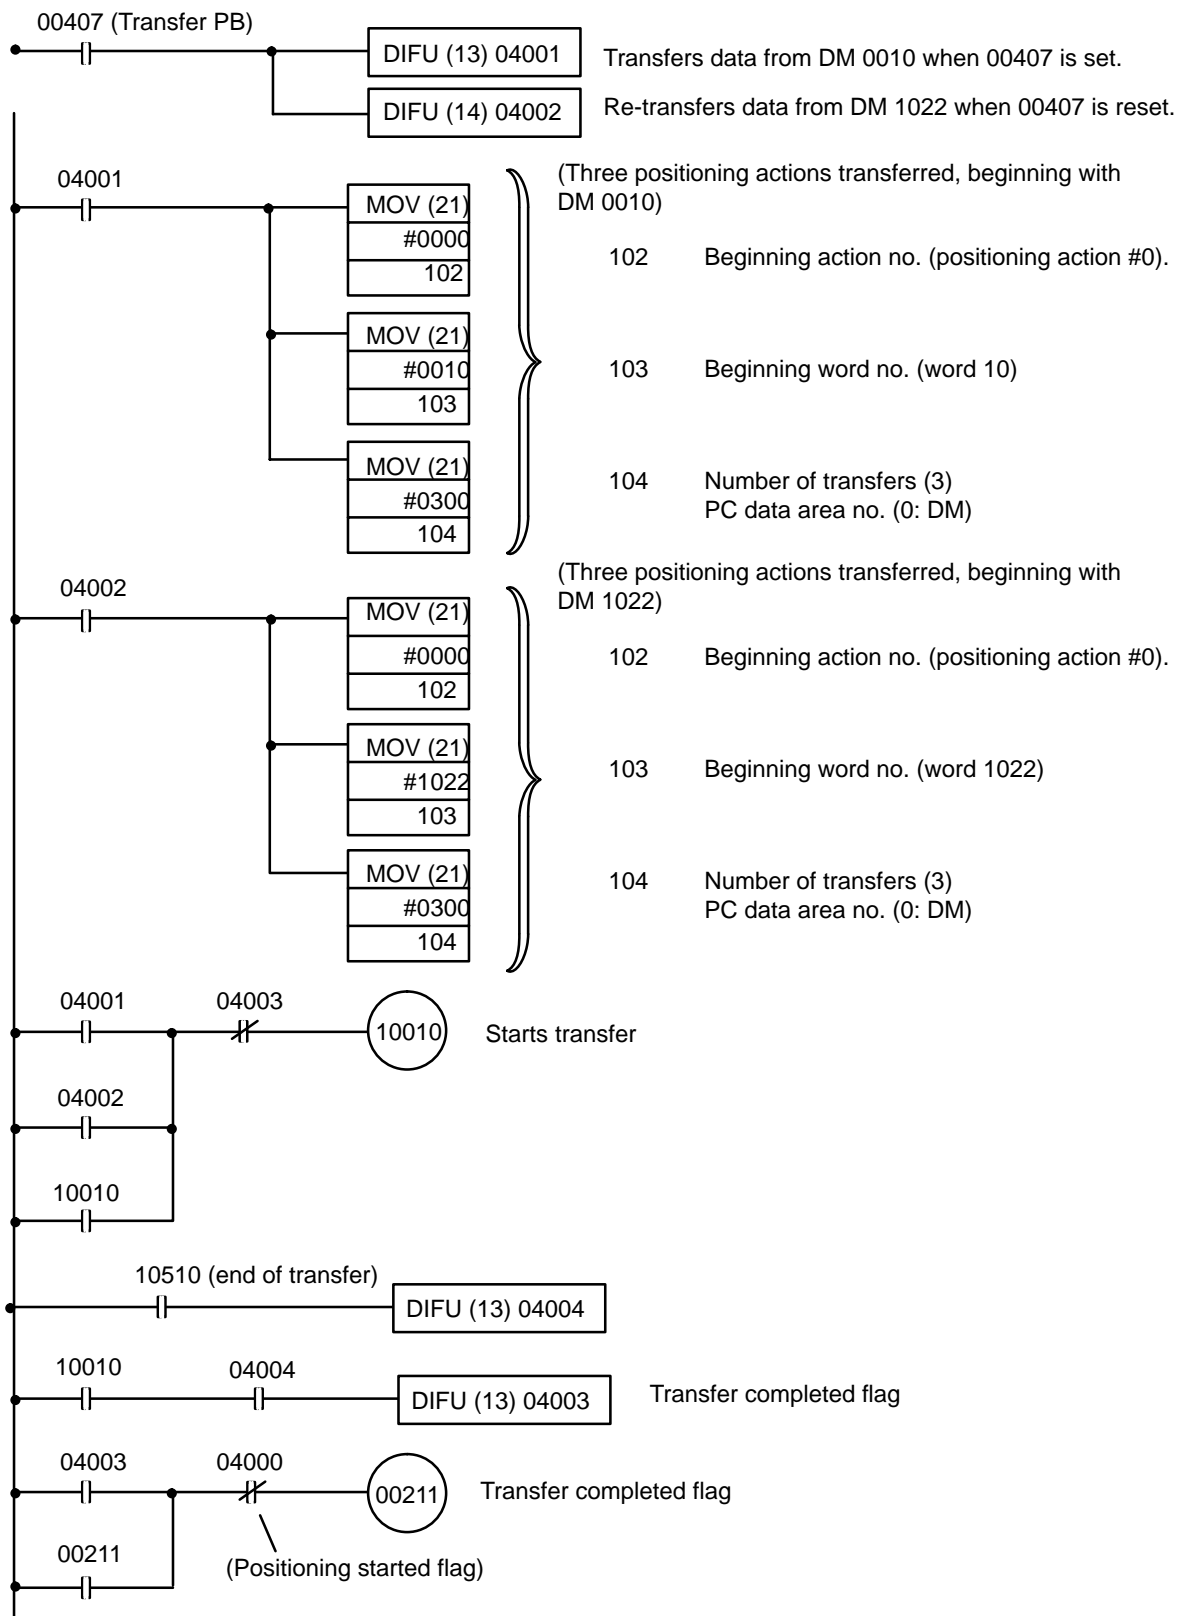 00407 (Transfer PB)
DIFU (13) 04001
Transfers data from DM 0010 when 00407 is set.
DIFU (14) 04002
Re-transfers data from DM 1022 when 00407 is reset.
04001
MOV (21)
#0000
102
(Three positioning actions transferred, beginning with
DM 0010)
102 Beginning action no. (positioning action #0).
MOV (21)
#0010
103
103 Beginning word no. (word 10)
MOV (21)
#0300
104
104 Number of transfers (3)
PC data area no. (0: DM)
04002
MOV (21)
#0000
102
(Three positioning actions transferred, beginning with
DM 1022)
102 Beginning action no. (positioning action #0).
MOV (21)
#1022
103
103 Beginning word no. (word 1022)
MOV (21)
#0300
104
104 Number of transfers (3)
PC data area no. (0: DM)
04001
04003
10010
Starts transfer
04002
10010
10510 (end of transfer)
DIFU (13) 04004
10010
04004
DIFU (13) 04003
Transfer completed flag
04003
04000
00211
Transfer completed flag
00211
(Positioning started flag)